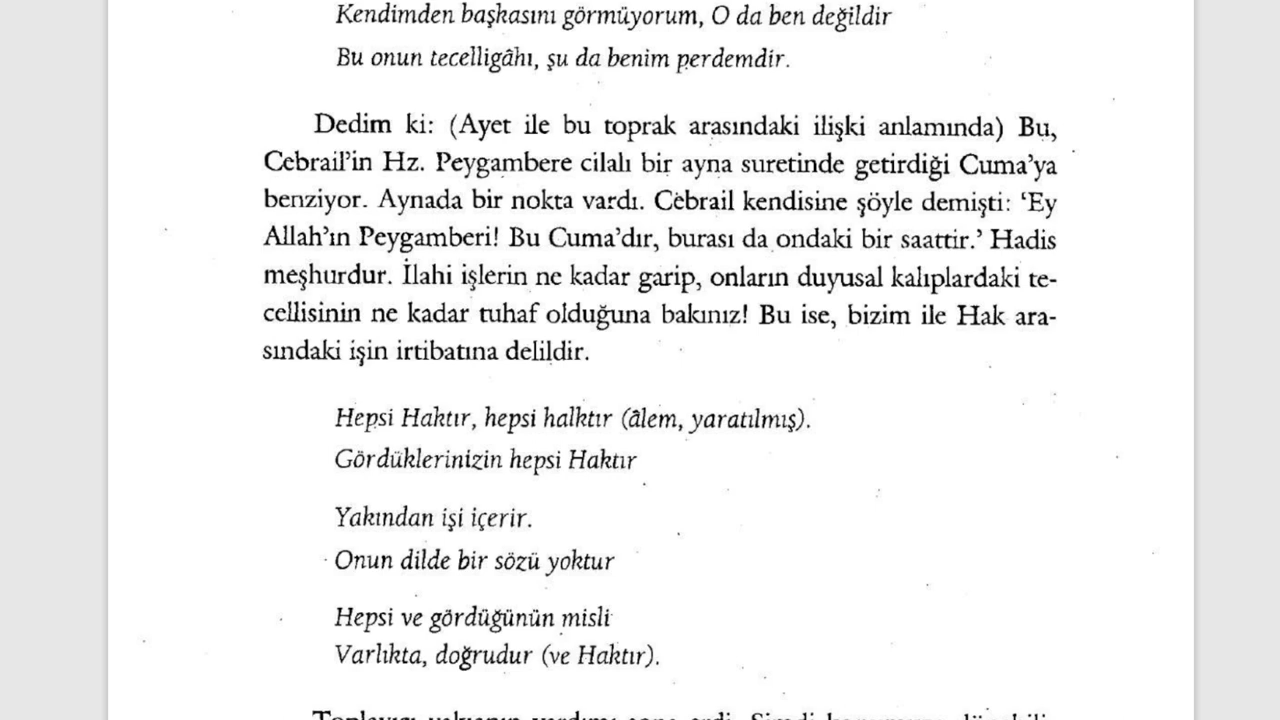 Kendimden başkasını görmüyorum, O da ben değildir
Bu onun tecelligâhı, şu da benim perdemdir.
Dedim ki: (Ayet ile bu toprak arasındaki ilişki anlamında) Bu,
Cebrail'in Hz. Peygambere cilalı bir ayna suretinde getirdiği Cuma'ya
benziyor. Aynada bir nokta vardı. Cebrail kendisine şöyle demişti: 'Ey
Allah'ın Peygamberi! Bu Cuma'dır, burası da ondaki bir saattir.' Hadis
meşhurdur. İlahi işlerin ne kadar garip, onların duyusal kalıplardaki te-
cellisinin ne kadar tuhaf olduğuna bakınız! Bu ise, bizim ile Hak ara-
sındaki işin irtibatına delildir.
Hepsi Haktır, hepsi halktır (âlem, yaratılmış).
Gördüklerinizin hepsi Haktır
Yakından işi içerir.
Onun dilde bir sözü yoktur
Hepsi ve gördüğünün misli
Varlıkta, doğrudur (ve Haktır).